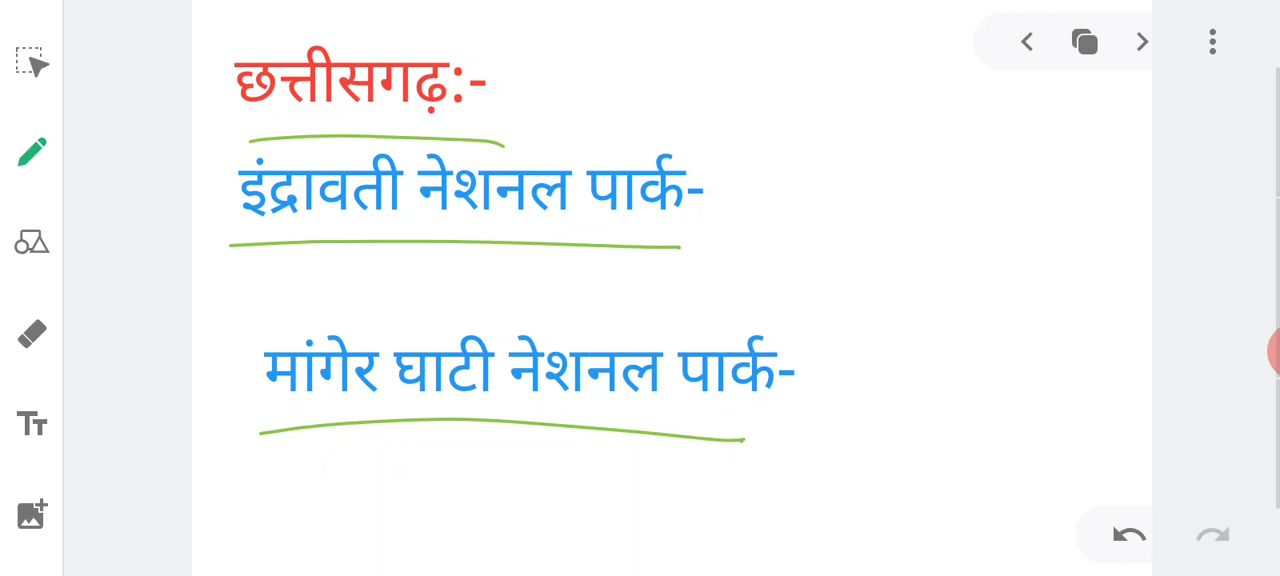 छत्तीसगढ़:-
इंद्रावती नेशनल पार्क-
मांगेर घाटी नेशनल पार्क-